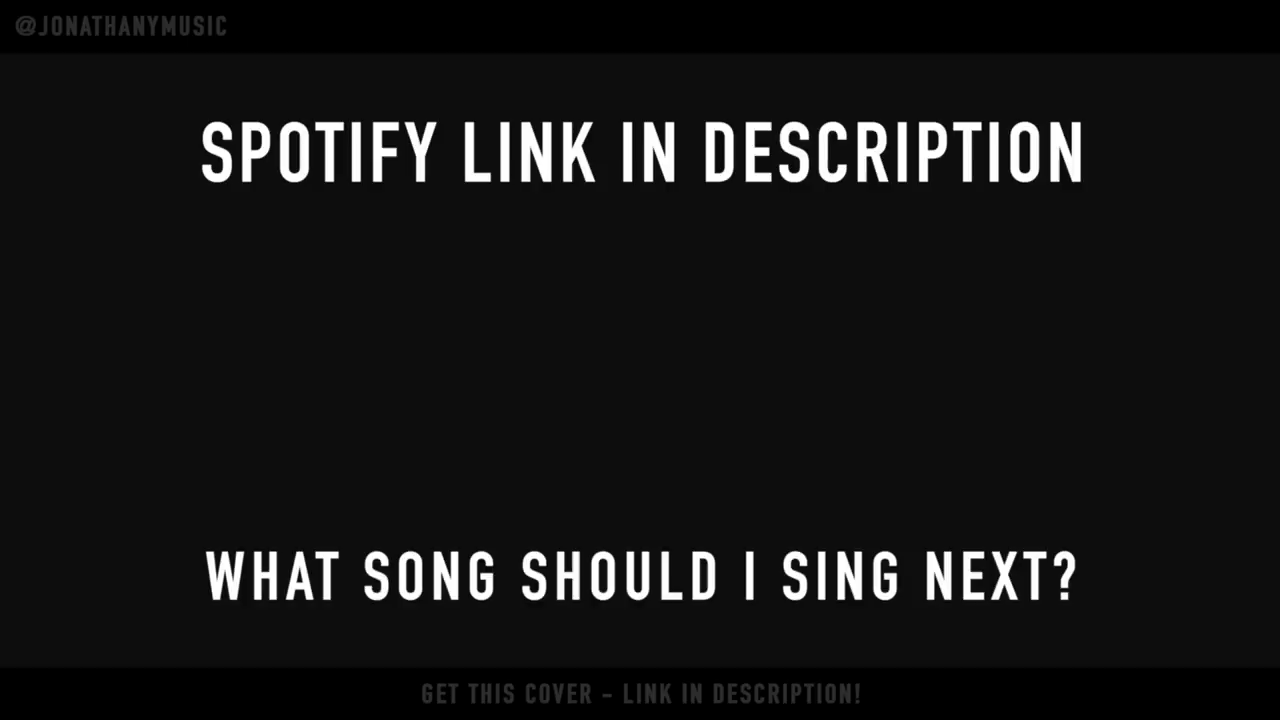 @JONATHANYMUSIC
SPOTIFY LINK IN DESCRIPTION
WHAT SONG SHOULD I SING NEXT?
GET THIS COVER - LINK IN DESCRIPTION!